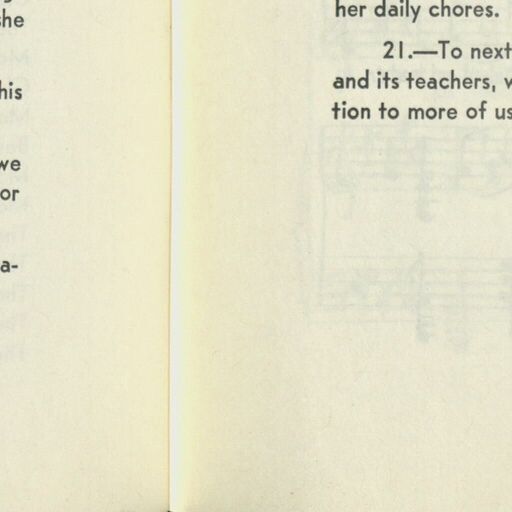 she
his
we
or
a-
her daily chores.
21.—To next
and its teachers, w
tion to more of us